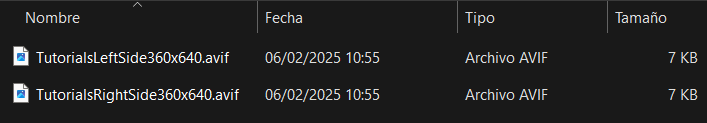 Nombre Fecha Tipo Tamaño
TutorialsLeftSide360x640.avif 06/02/2025 10:55 Archivo AVIF 7 KB
TutorialsRightSide360x640.avif 06/02/2025 10:55 Archivo AVIF 7 KB